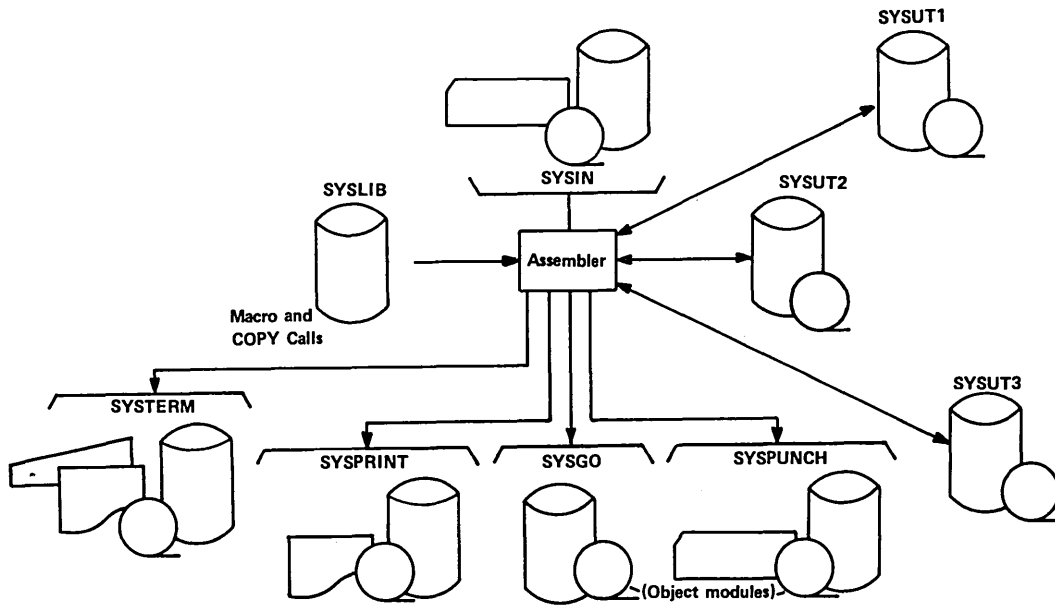 SYSUT1
SYSIN
SYSLIB
SYSUT2
Assembler
Macro and
COPY Calls
SYSUT3
SYSTERM
SYSPRINT
SYSGO
SYSPUNCH
(Object modules)